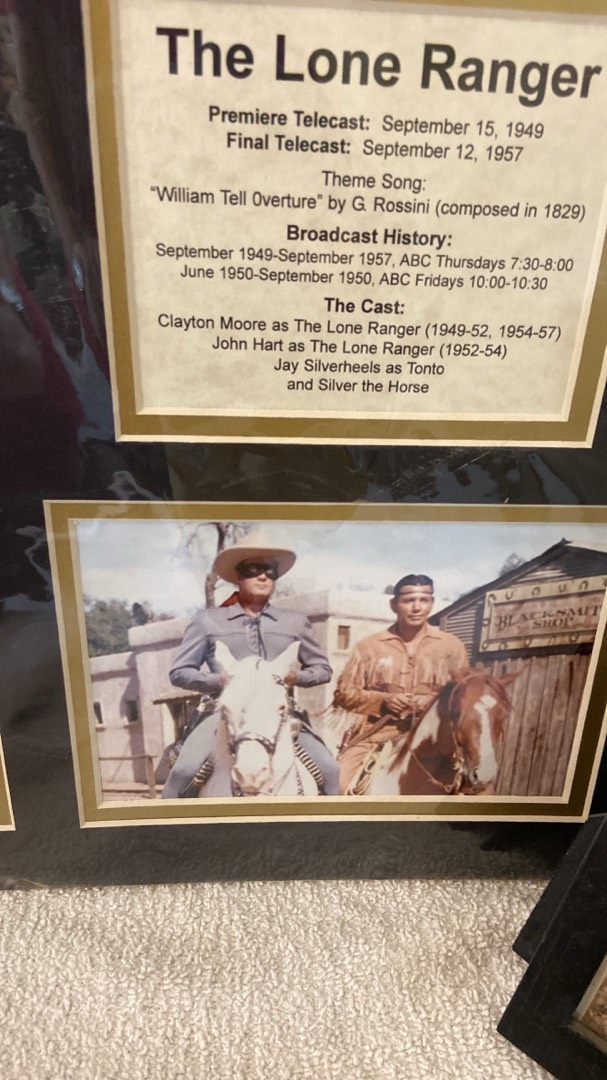 The Lone Ranger
Premiere Telecast: September 15, 1949
Final Telecast: September 12, 1957
Theme Song:
"William Tell Overture" by G. Rossini (composed in 1829)
Broadcast History:
September 1949-September 1957, ABC Thursdays 7:30-8:00
June 1950-September 1950, ABC Fridays 10:00-10:30
The Cast:
Clayton Moore as The Lone Ranger (1949-52, 1954-57)
John Hart as The Lone Ranger (1952-54)
Jay Silverheels as Tonto
and Silver the Horse
BLACKSMIT
SHOP